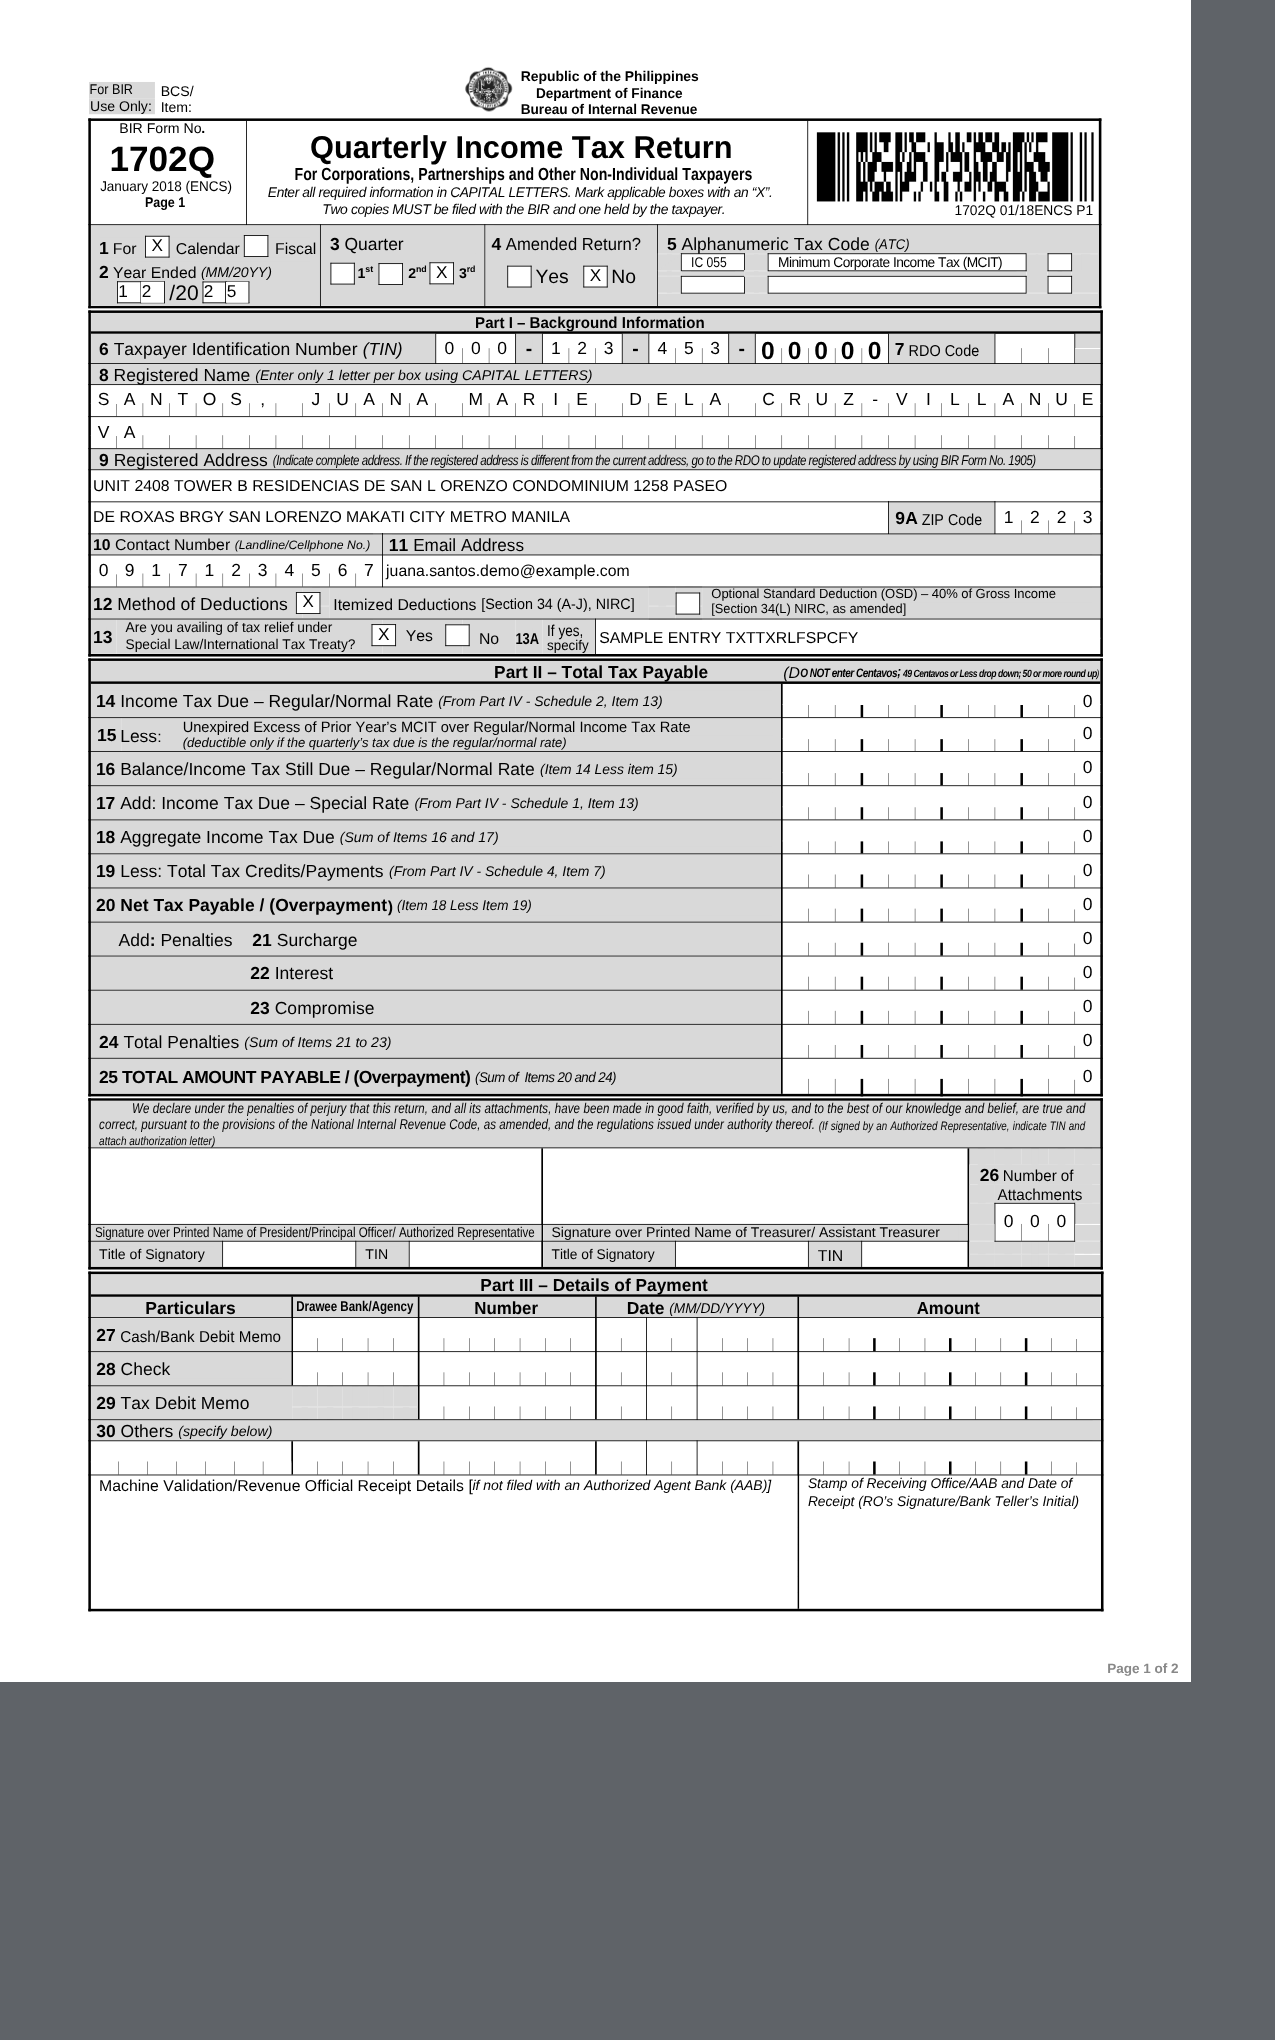 For BIR Use Only:
BCS/ Item:
Republic of the Philippines
Department of Finance
Bureau of Internal Revenue
BIR Form No.
1702Q
January 2018 (ENCS)
Page 1
Quarterly Income Tax Return
For Corporations, Partnerships and Other Non-Individual Taxpayers
Enter all required information in CAPITAL LETTERS. Mark applicable boxes with an “X”.
Two copies MUST be filed with the BIR and one held by the taxpayer.
1702Q 01/18ENCS P1
1 For X Calendar Fiscal
2 Year Ended (MM/20YY)
1 2 /20 2 5
3 Quarter
1st 2nd X 3rd
4 Amended Return?
Yes X No
5 Alphanumeric Tax Code (ATC)
IC 055 Minimum Corporate Income Tax (MCIT)
Part I – Background Information
6 Taxpayer Identification Number (TIN) 0 0 0 - 1 2 3 - 4 5 3 - 0 0 0 0 0 7 RDO Code
8 Registered Name (Enter only 1 letter per box using CAPITAL LETTERS)
S A N T O S , J U A N A M A R I E D E L A C R U Z - V I L L A N U E
V A
9 Registered Address (Indicate complete address. If the registered address is different from the current address, go to the RDO to update registered address by using BIR Form No. 1905)
UNIT 2408 TOWER B RESIDENCIAS DE SAN L ORENZO CONDOMINIUM 1258 PASEO
DE ROXAS BRGY SAN LORENZO MAKATI CITY METRO MANILA 9A ZIP Code 1 2 2 3
10 Contact Number (Landline/Cellphone No.) 11 Email Address
0 9 1 7 1 2 3 4 5 6 7 juana.santos.demo@example.com
12 Method of Deductions X Itemized Deductions [Section 34 (A-J), NIRC] Optional Standard Deduction (OSD) – 40% of Gross Income
[Section 34(L) NIRC, as amended]
13 Are you availing of tax relief under
Special Law/International Tax Treaty? X Yes No 13A If yes, specify SAMPLE ENTRY TXTTXRLFSPCFY
Part II – Total Tax Payable (DO NOT enter Centavos; 49 Centavos or Less drop down; 50 or more round up)
14 Income Tax Due – Regular/Normal Rate (From Part IV - Schedule 2, Item 13) 0
15 Less: Unexpired Excess of Prior Year’s MCIT over Regular/Normal Income Tax Rate
(deductible only if the quarterly’s tax due is the regular/normal rate) 0
16 Balance/Income Tax Still Due – Regular/Normal Rate (Item 14 Less item 15) 0
17 Add: Income Tax Due – Special Rate (From Part IV - Schedule 1, Item 13) 0
18 Aggregate Income Tax Due (Sum of Items 16 and 17) 0
19 Less: Total Tax Credits/Payments (From Part IV - Schedule 4, Item 7) 0
20 Net Tax Payable / (Overpayment) (Item 18 Less Item 19) 0
Add: Penalties 21 Surcharge 0
22 Interest 0
23 Compromise 0
24 Total Penalties (Sum of Items 21 to 23) 0
25 TOTAL AMOUNT PAYABLE / (Overpayment) (Sum of Items 20 and 24) 0
We declare under the penalties of perjury that this return, and all its attachments, have been made in good faith, verified by us, and to the best of our knowledge and belief, are true and
correct, pursuant to the provisions of the National Internal Revenue Code, as amended, and the regulations issued under authority thereof. (If signed by an Authorized Representative, indicate TIN and
attach authorization letter)
26 Number of
Attachments
0 0 0
Signature over Printed Name of President/Principal Officer/ Authorized Representative Signature over Printed Name of Treasurer/ Assistant Treasurer
Title of Signatory TIN Title of Signatory TIN
Part III – Details of Payment
Particulars Drawee Bank/Agency Number Date (MM/DD/YYYY) Amount
27 Cash/Bank Debit Memo
28 Check
29 Tax Debit Memo
30 Others (specify below)
Machine Validation/Revenue Official Receipt Details [if not filed with an Authorized Agent Bank (AAB)]
Stamp of Receiving Office/AAB and Date of
Receipt (RO’s Signature/Bank Teller’s Initial)
Page 1 of 2